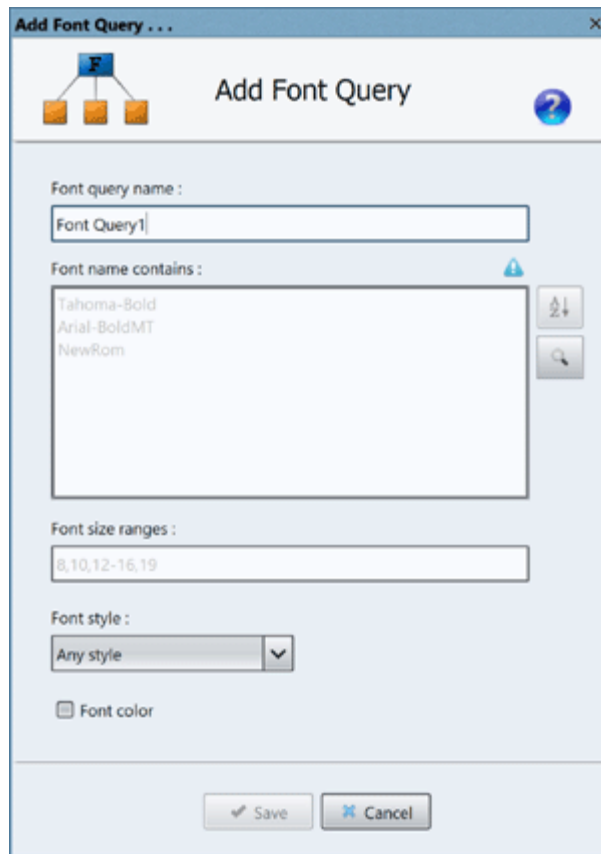 Add Font Query . . .
F
Add Font Query
?
Font query name :
Font Query1
Font name contains :
Tahoma-Bold
Arial-BoldMT
NewRom
A
Z
Font size ranges :
8,10,12-16,19
Font style :
Any style
Font color
Save
Cancel